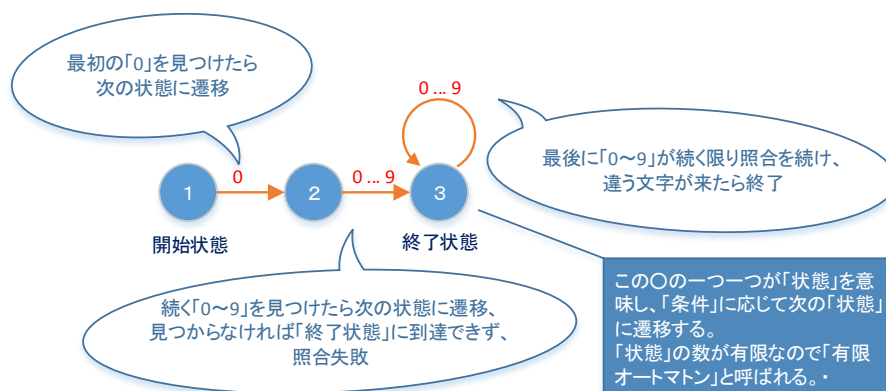 最初の「0」を見つけたら
次の状態に遷移
0 ... 9
最後に「0～9」が続く限り照合を続け、
違う文字が来たら終了
0
0 ... 9
1
2
3
開始状態
終了状態
続く「0～9」を見つけたら次の状態に遷移、
見つからなければ「終了状態」に到達できず、
照合失敗
この〇の一つ一つが「状態」を意
味し、「条件」に応じて次の「状態」
に遷移する。
「状態」の数が有限なので「有限
オートマトン」と呼ばれる。・